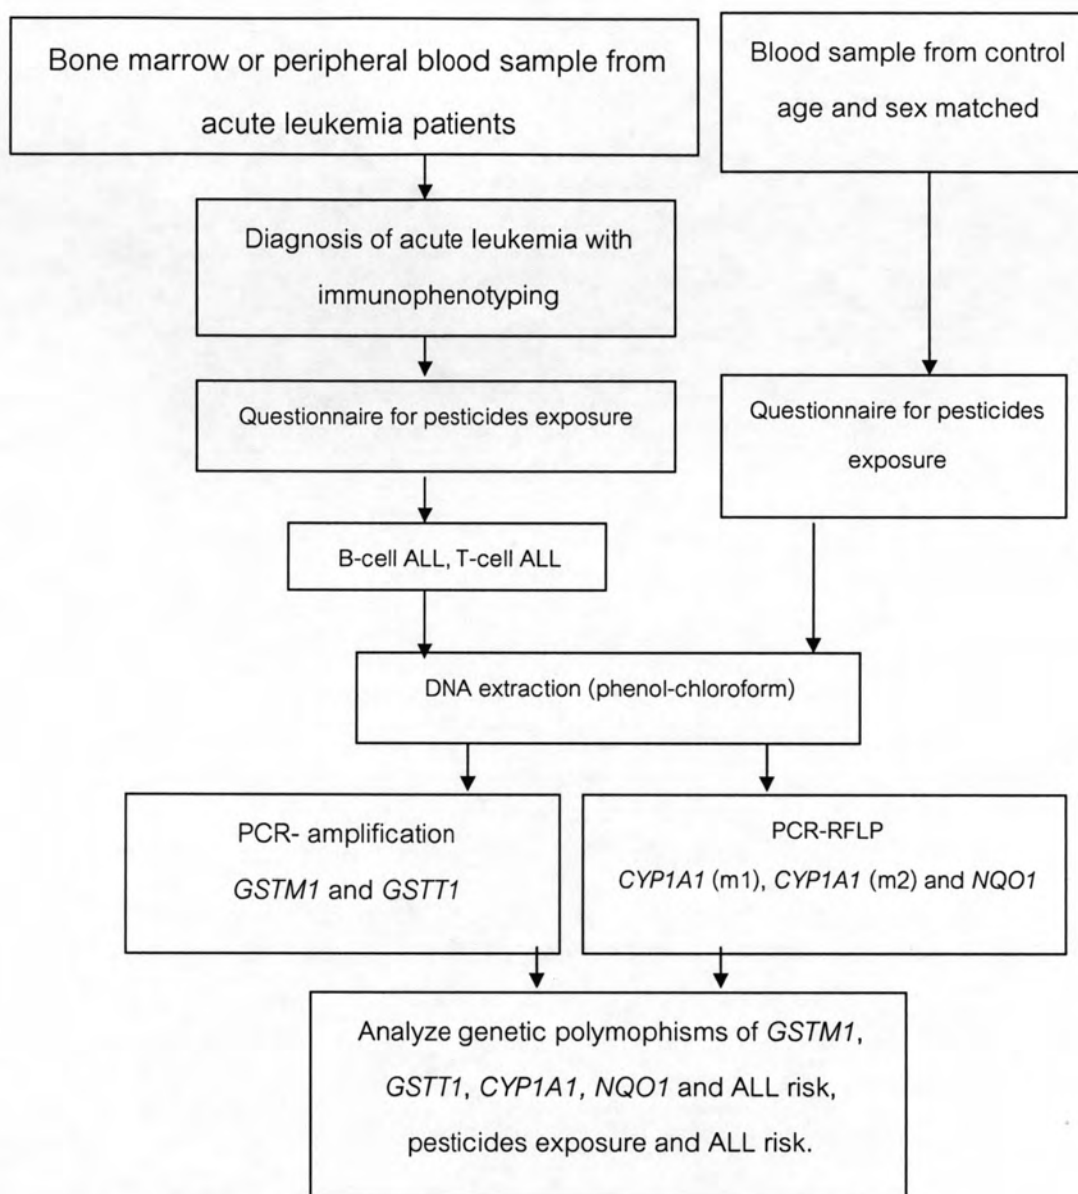 Bone marrow or peripheral blood sample from
acute leukemia patients
Blood sample from control
age and sex matched
Diagnosis of acute leukemia with
immunophenotyping
Questionnaire for pesticides exposure
Questionnaire for pesticides
exposure
B-cell ALL, T-cell ALL
DNA extraction (phenol-chloroform)
PCR- amplification
GSTM1 and GSTT1
PCR-RFLP
CYP1A1 (m1), CYP1A1 (m2) and NQO1
Analyze genetic polymophisms of GSTM1,
GSTT1, CYP1A1, NQO1 and ALL risk,
pesticides exposure and ALL risk.